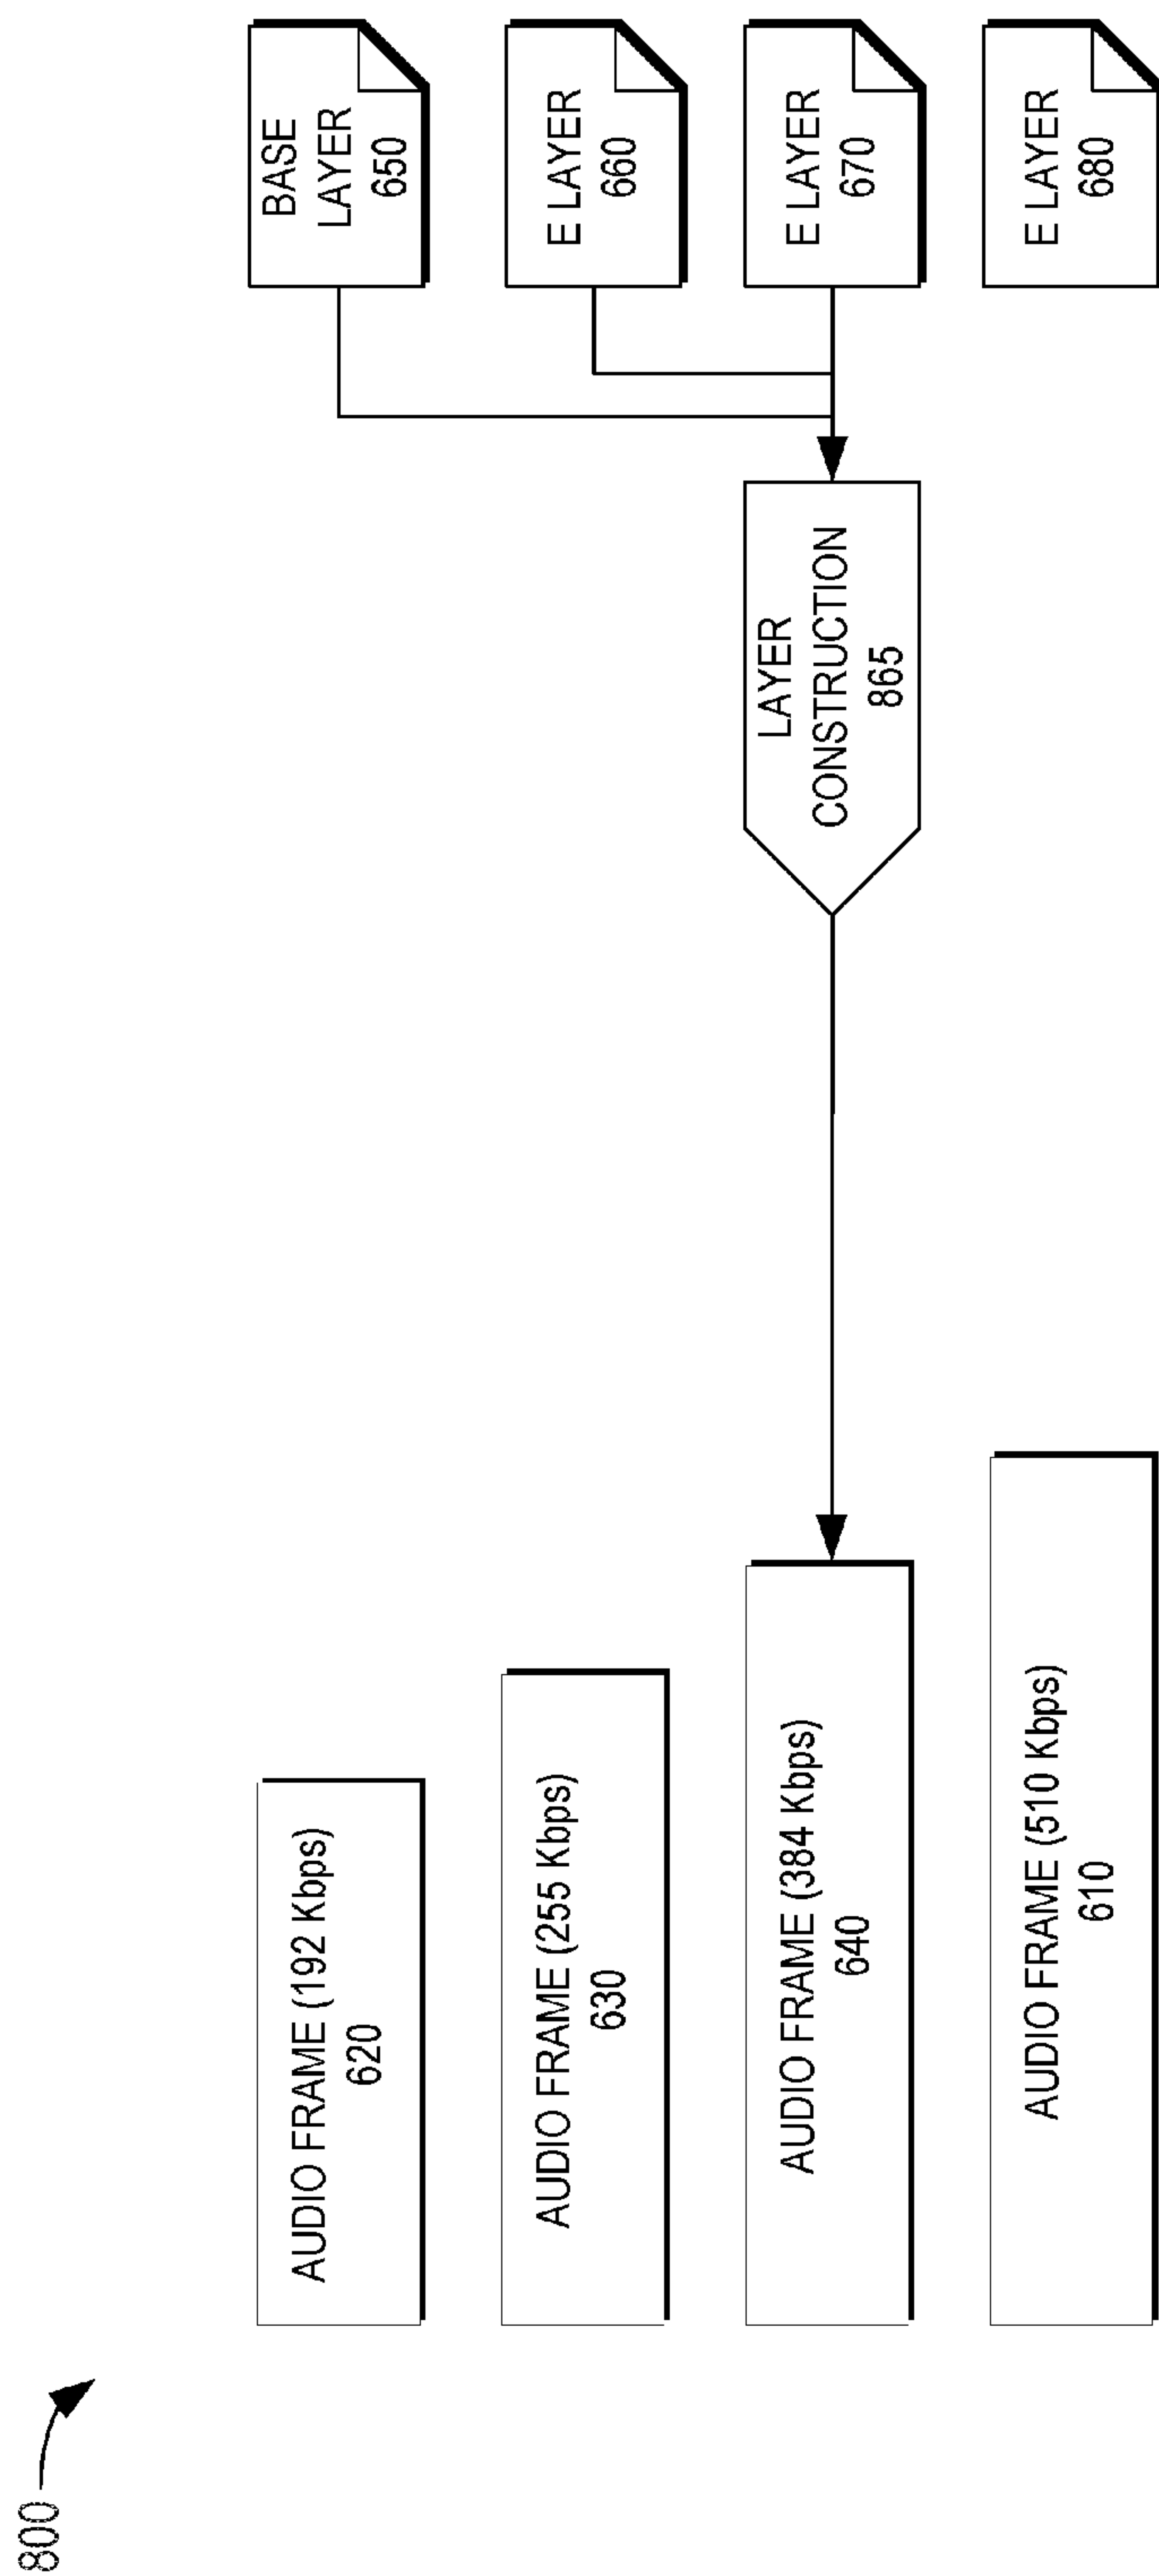 800
AUDIO FRAME (192 Kbps)
620
BASE
LAYER
650
AUDIO FRAME (255 Kbps)
630
E LAYER
660
AUDIO FRAME (384 Kbps)
640
LAYER
CONSTRUCTION
865
E LAYER
670
AUDIO FRAME (510 Kbps)
610
E LAYER
680